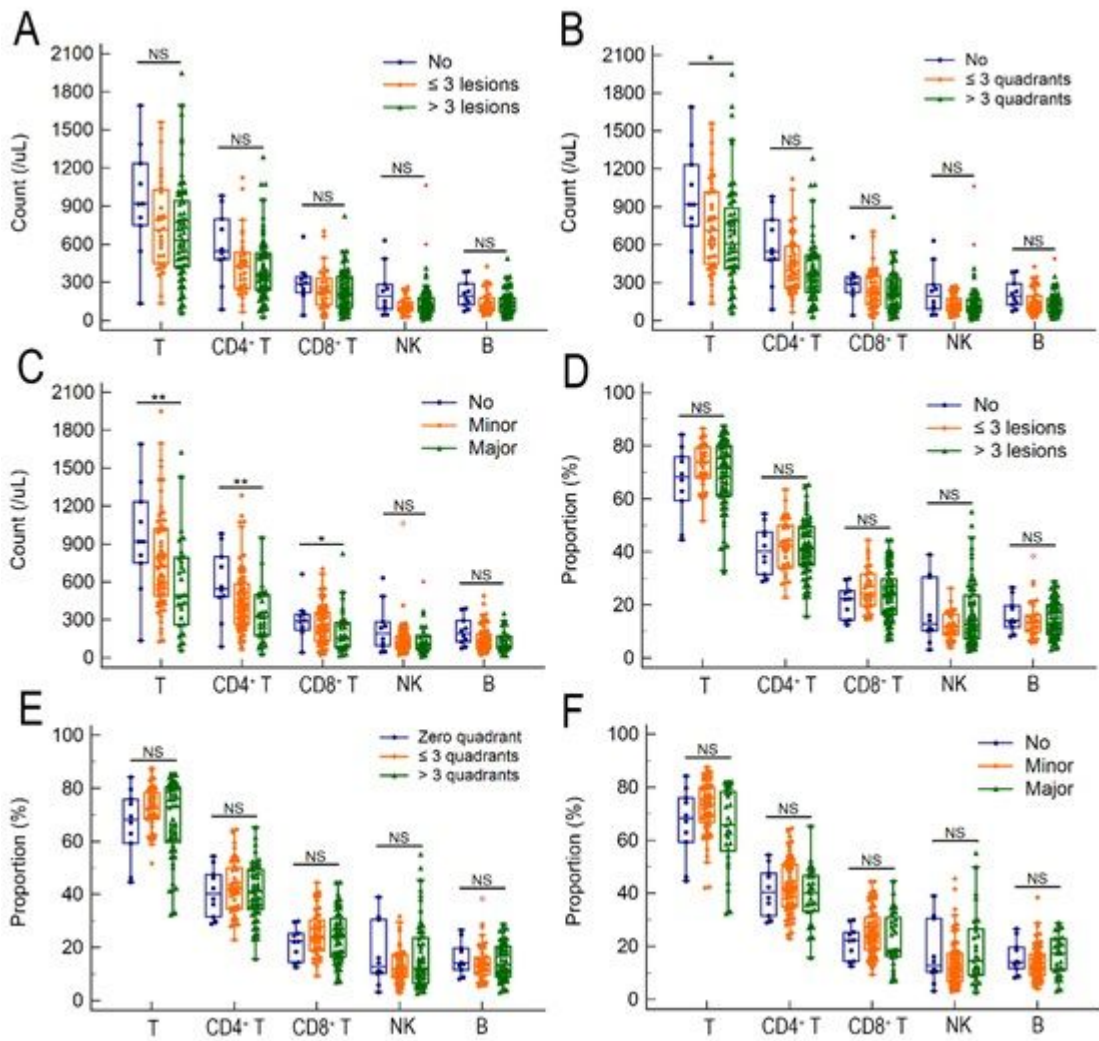 A
Count (/uL)
2100
1800
1500
1200
900
600
300
0
NS
NS
NS
NS
NS
No
≤ 3 lesions
> 3 lesions
T CD4⁺ T CD8⁺ T NK B
B
Count (/uL)
2100
1800
1500
1200
900
600
300
0
*
NS
NS
NS
NS
No
≤ 3 quadrants
> 3 quadrants
T CD4⁺ T CD8⁺ T NK B
C
Count (/uL)
2100
1800
1500
1200
900
600
300
0
**
**
*
NS
NS
No
Minor
Major
T CD4⁺ T CD8⁺ T NK B
D
Proportion (%)
100
80
60
40
20
0
NS
NS
NS
NS
NS
No
≤ 3 lesions
> 3 lesions
T CD4⁺ T CD8⁺ T NK B
E
Proportion (%)
100
80
60
40
20
0
NS
NS
NS
NS
NS
Zero quadrant
≤ 3 quadrants
> 3 quadrants
T CD4⁺ T CD8⁺ T NK B
F
Proportion (%)
100
80
60
40
20
0
NS
NS
NS
NS
NS
No
Minor
Major
T CD4⁺ T CD8⁺ T NK B